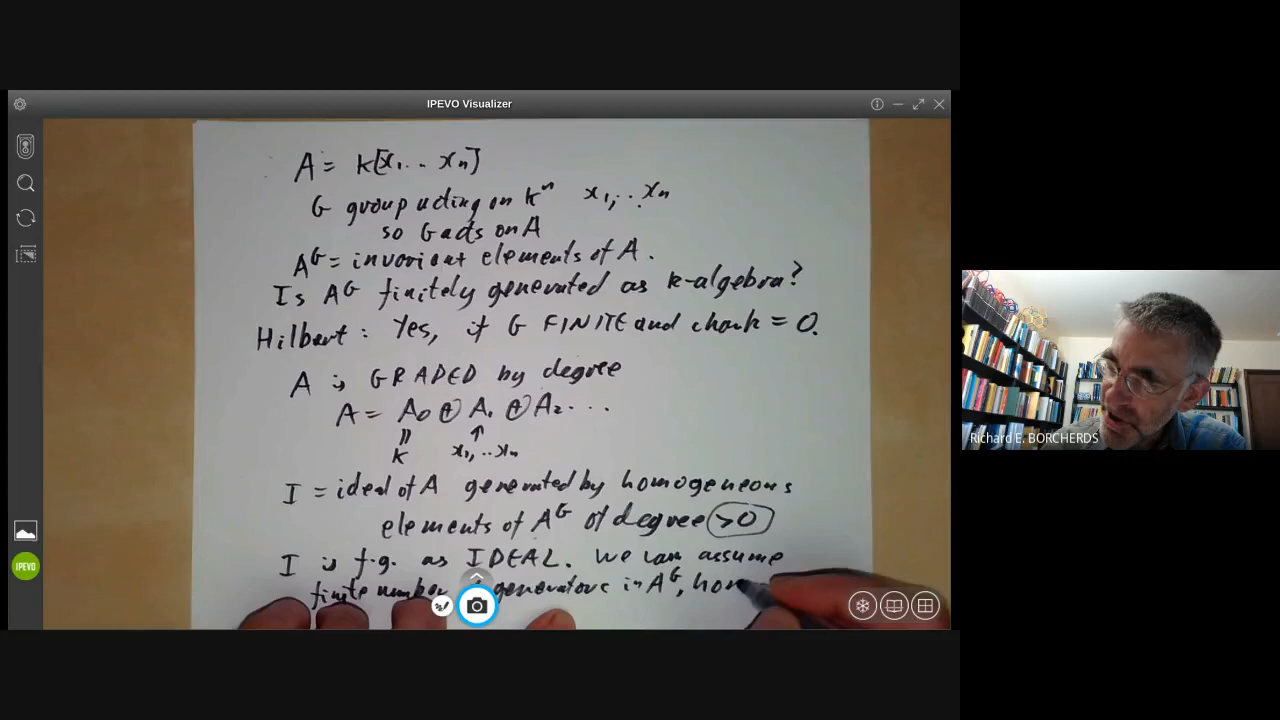 IPEVO Visualizer
A = k[x₁ .. xₙ]
G group acting on kⁿ x₁, .. xₙ
so G acts on A
A^G = invariant elements of A.
Is A^G finitely generated as k-algebra?
Hilbert: Yes, if G FINITE and char k = 0.
A is GRADED by degree
A = A₀ ⊕ A₁ ⊕ A₂ ...
|| ↑
k x₁, .. xₙ
I = ideal of A generated by homogeneous
elements of A^G of degree >0
I is f.g. as IDEAL. We can assume
finite number generators in A^G, hom
IPEVO
Richard E. BORCHERDS